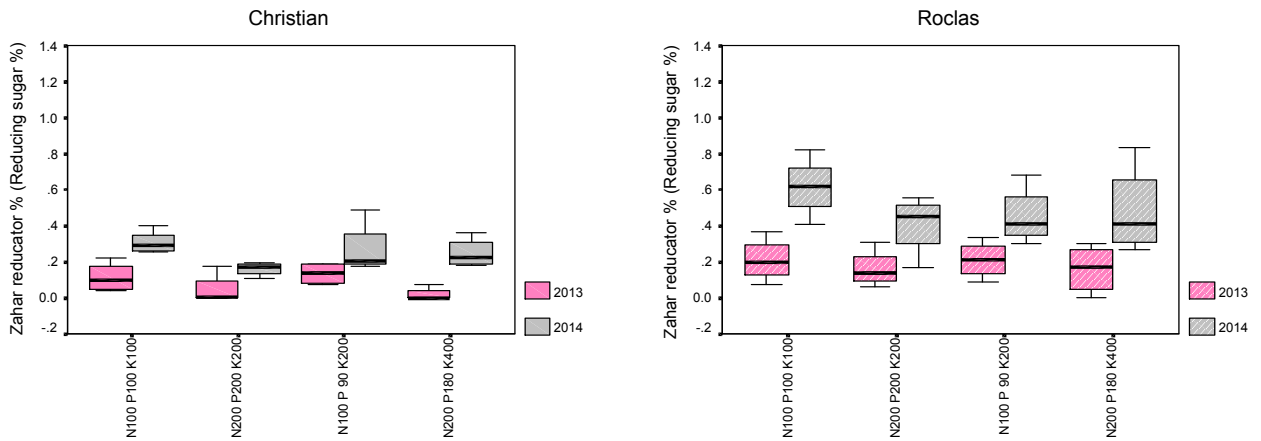 Christian
Zahar reducator % (Reducing sugar %)
1.4
1.2
1.0
.8
.6
.4
.2
0.0
-.2
N100 P100 K100
N200 P200 K200
N100 P 90 K200
N200 P180 K400
2013
2014
Roclas
Zahar reducator % (Reducing sugar %)
1.4
1.2
1.0
.8
.6
.4
.2
0.0
-.2
N100 P100 K100
N200 P200 K200
N100 P 90 K200
N200 P180 K400
2013
2014